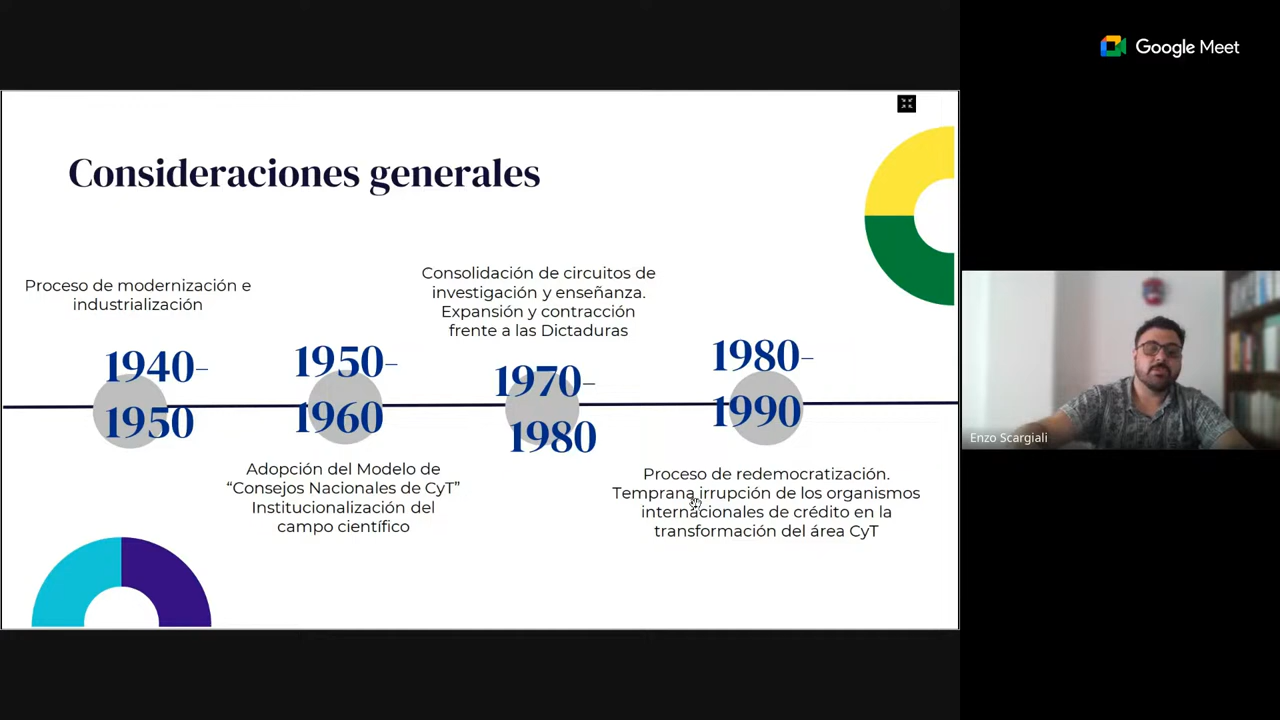 Google Meet
Consideraciones generales
Proceso de modernización e
industrialización
1940-
1950
1950-
1960
Adopción del Modelo de
“Consejos Nacionales de CyT”
Institucionalización del
campo científico
Consolidación de circuitos de
investigación y enseñanza.
Expansión y contracción
frente a las Dictaduras
1970-
1980
1980-
1990
Proceso de redemocratización.
Temprana irrupción de los organismos
internacionales de crédito en la
transformación del área CyT
Enzo Scargiali